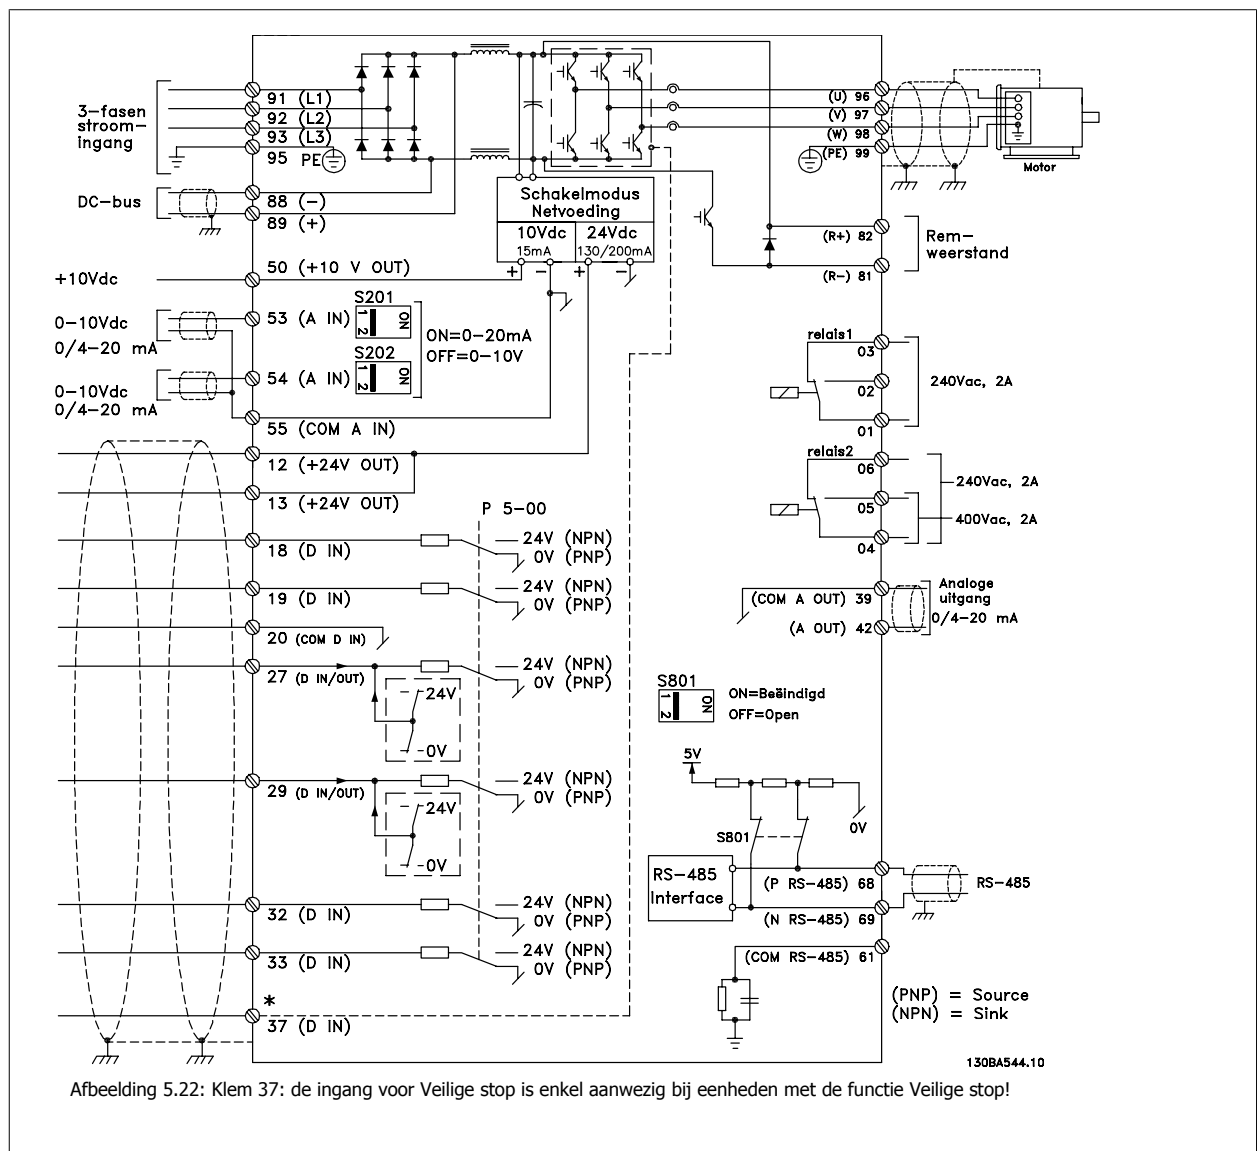 3-fasen
stroom-
ingang
91 (L1)
92 (L2)
93 (L3)
95 PE
DC-bus
88 (-)
89 (+)
+10Vdc
50 (+10 V OUT)
0-10Vdc
0/4-20 mA
53 (A IN)
S201
1 2
ON
0-10Vdc
0/4-20 mA
54 (A IN)
S202
1 2
ON
ON=0-20mA
OFF=0-10V
55 (COM A IN)
12 (+24V OUT)
13 (+24V OUT)
Schakelmodus
Netvoeding
10Vdc
15mA
24Vdc
130/200mA
+ - + -
P 5-00
18 (D IN)
24V (NPN)
0V (PNP)
19 (D IN)
24V (NPN)
0V (PNP)
20 (COM D IN)
27 (D IN/OUT)
24V (NPN)
0V (PNP)
24V
0V
29 (D IN/OUT)
24V (NPN)
0V (PNP)
24V
0V
32 (D IN)
24V (NPN)
0V (PNP)
33 (D IN)
24V (NPN)
0V (PNP)
*
37 (D IN)
(U) 96
(V) 97
(W) 98
(PE) 99
Motor
(R+) 82
(R-) 81
Rem-
weerstand
relais1
03
02
01
240Vac, 2A
relais2
06
05
04
240Vac, 2A
400Vac, 2A
(COM A OUT) 39
(A OUT) 42
Analoge
uitgang
0/4-20 mA
S801
1 2
ON
ON=Beëindigd
OFF=Open
5V
0V
S801
RS-485
Interface
(P RS-485) 68
(N RS-485) 69
RS-485
(COM RS-485) 61
(PNP) = Source
(NPN) = Sink
130BA544.10
Afbeelding 5.22: Klem 37: de ingang voor Veilige stop is enkel aanwezig bij eenheden met de functie Veilige stop!